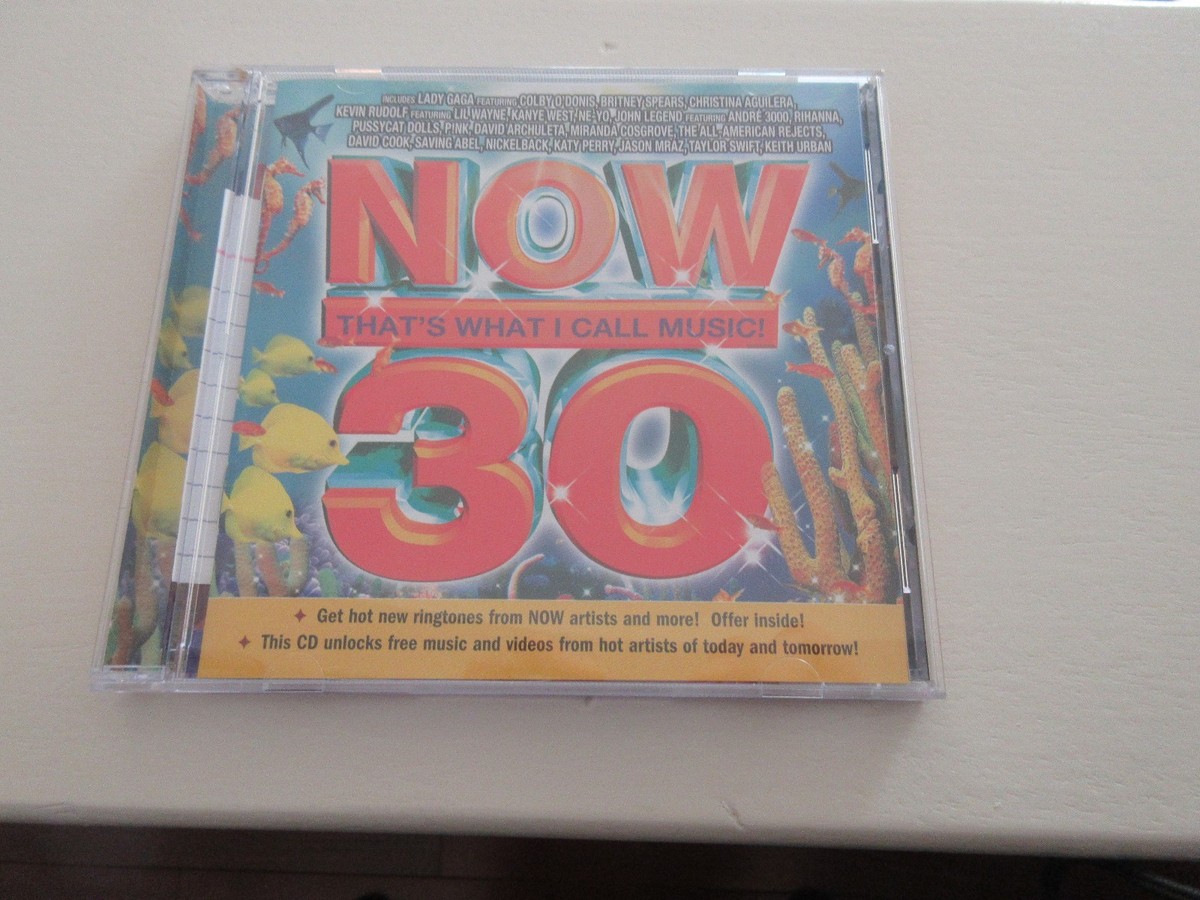 INCLUDES LADY GAGA FEATURING COLBY O'DONIS, BRITNEY SPEARS, CHRISTINA AGUILERA,
KEVIN RUDOLF FEATURING LIL WAYNE, KANYE WEST, NE-YO, JOHN LEGEND FEATURING ANDRÉ 3000, RIHANNA,
PUSSYCAT DOLLS, P!NK, DAVID ARCHULETA, MIRANDA COSGROVE, THE ALL-AMERICAN REJECTS,
DAVID COOK, SAVING ABEL, NICKELBACK, KATY PERRY, JASON MRAZ, TAYLOR SWIFT, KEITH URBAN
NOW
THAT'S WHAT I CALL MUSIC!
30
✦ Get hot new ringtones from NOW artists and more! Offer inside!
✦ This CD unlocks free music and videos from hot artists of today and tomorrow!